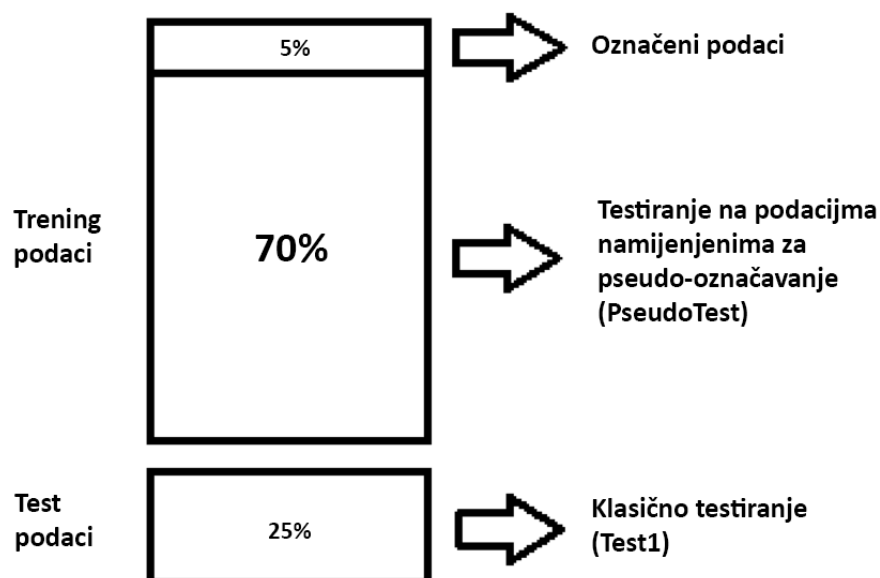 5%
Označeni podaci
Trening
podaci
70%
Testiranje na podacijma
namijenjenima za
pseudo-označavanje
(PseudoTest)
Test
podaci
25%
Klasično testiranje
(Test1)